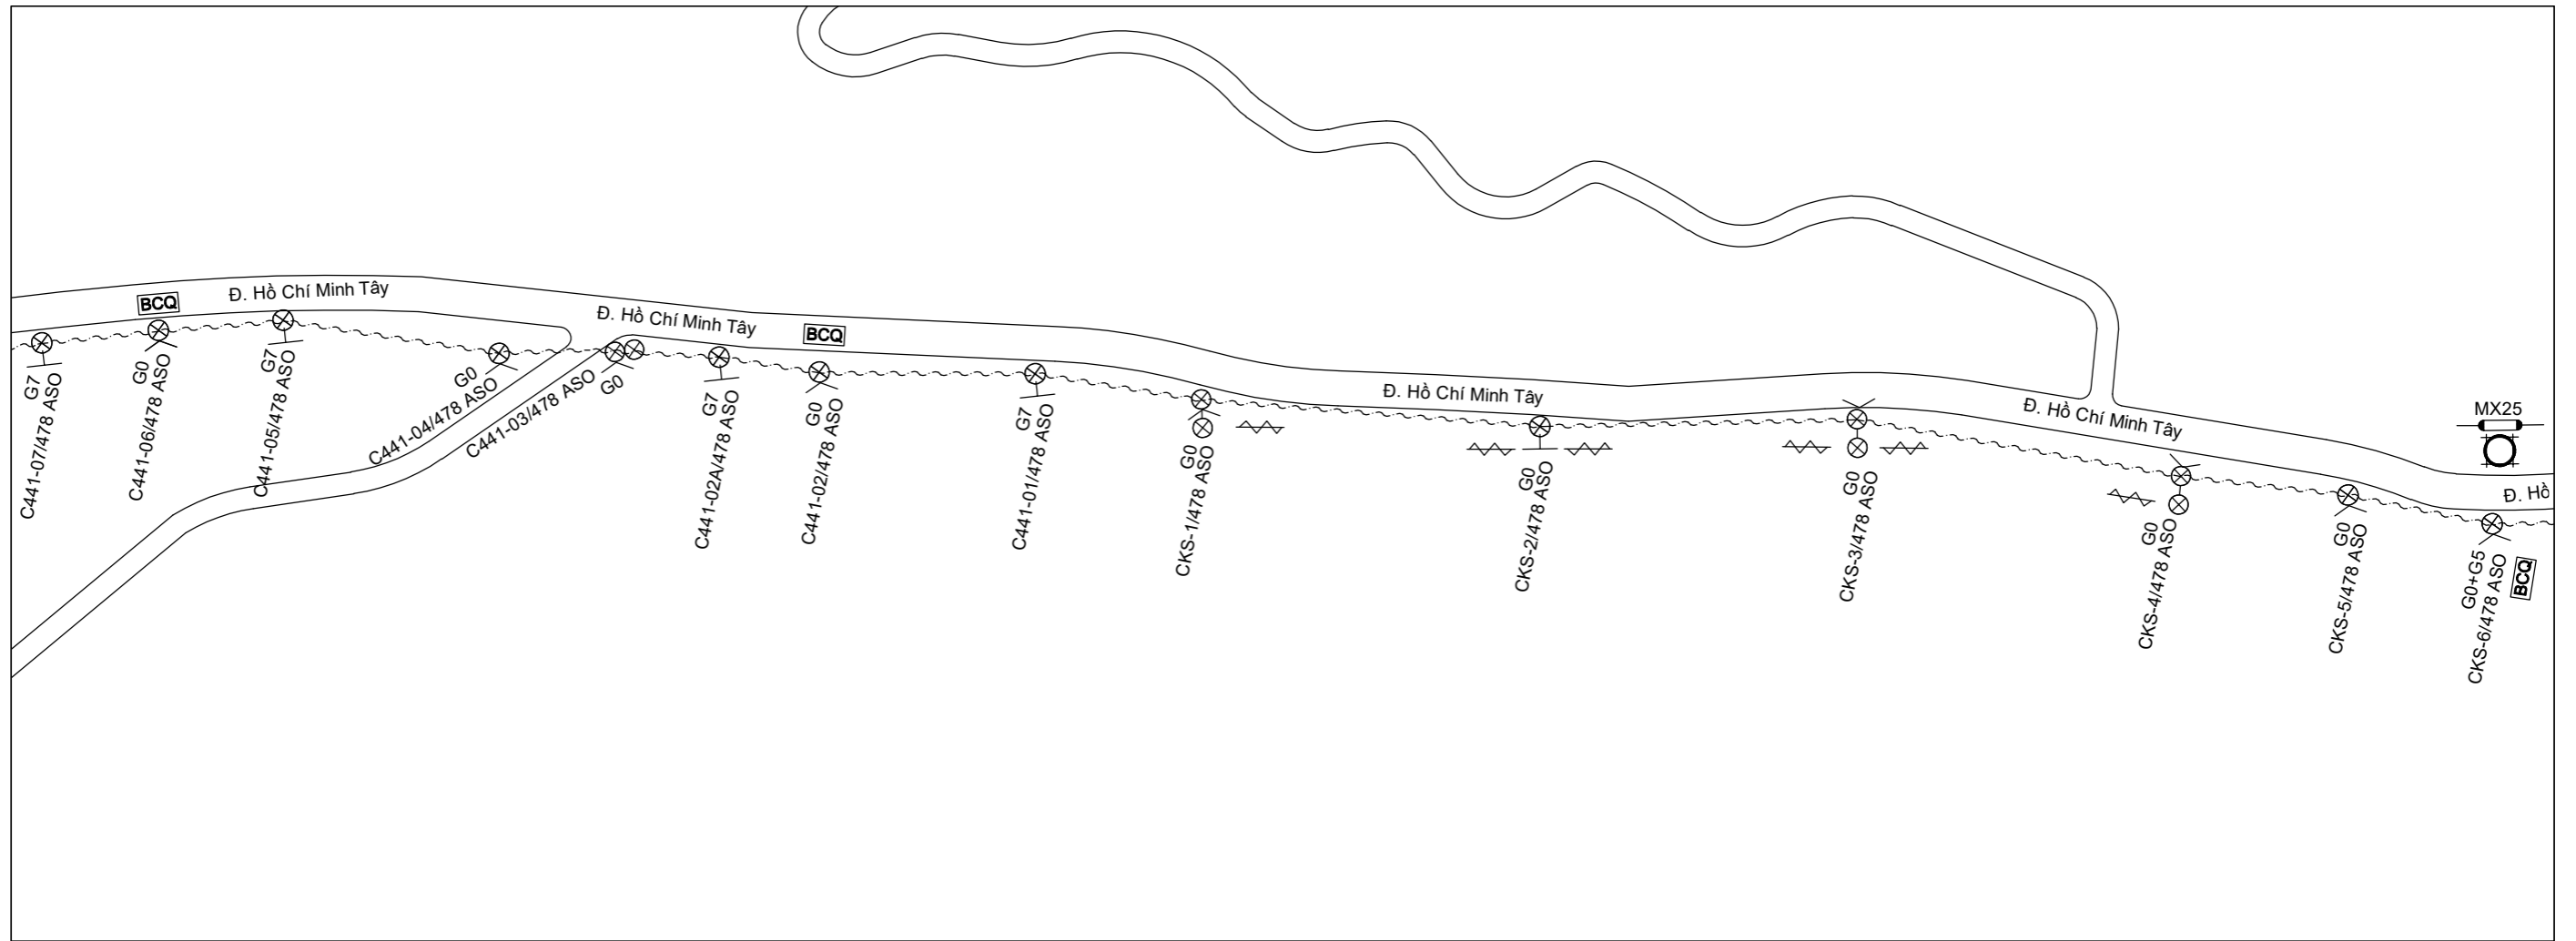 BCQ
Đ. Hồ Chí Minh Tây
Đ. Hồ Chí Minh Tây
BCQ
Đ. Hồ Chí Minh Tây
Đ. Hồ Chí Minh Tây
MX25
Đ. Hồ
G7
C441-07/478 ASO
G0
C441-06/478 ASO
G7
C441-05/478 ASO
G0
C441-04/478 ASO
C441-03/478 ASO
G0
G7
C441-02A/478 ASO
G0
C441-02/478 ASO
G7
C441-01/478 ASO
G0
CKS-1/478 ASO
G0
CKS-2/478 ASO
G0
CKS-3/478 ASO
G0
CKS-4/478 ASO
G0
CKS-5/478 ASO
G0+G5
CKS-6/478 ASO
BCQ